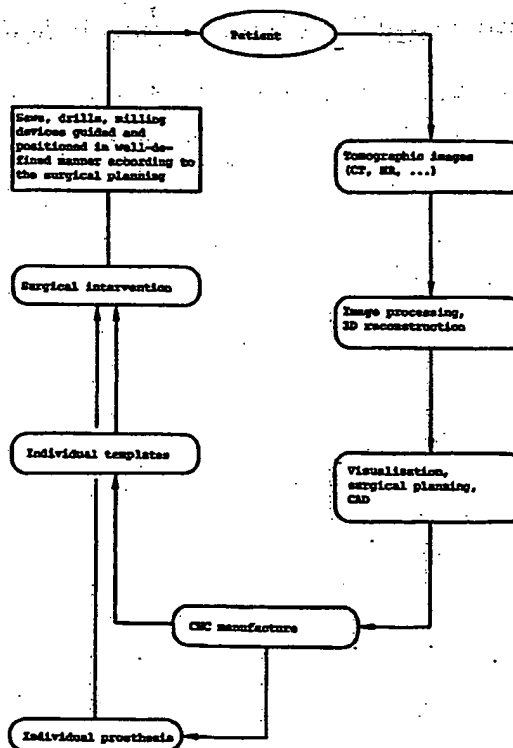 Patient
Saws, drills, milling
devices guided and
positioned in well-de-
fined manner according to
the surgical planning
Tomographic images
(CT, MR, ...)
Surgical intervention
Image processing,
3D reconstruction
Individual templates
Visualisation,
surgical planning,
CAD
CNC manufacture
Individual prosthesis